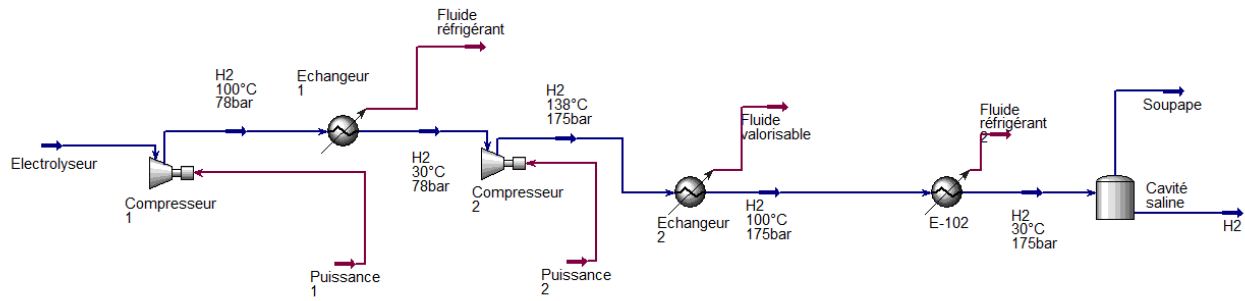 Electrolyseur
Compresseur
1
Puissance
1
H2
100°C
78bar
Echangeur
1
Fluide
réfrigérant
H2
30°C
78bar
Compresseur
2
Puissance
2
H2
138°C
175bar
Echangeur
2
Fluide
valorisable
H2
100°C
175bar
E-102
Fluide
réfrigérant
2
H2
30°C
175bar
Soupape
Cavité
saline
H2